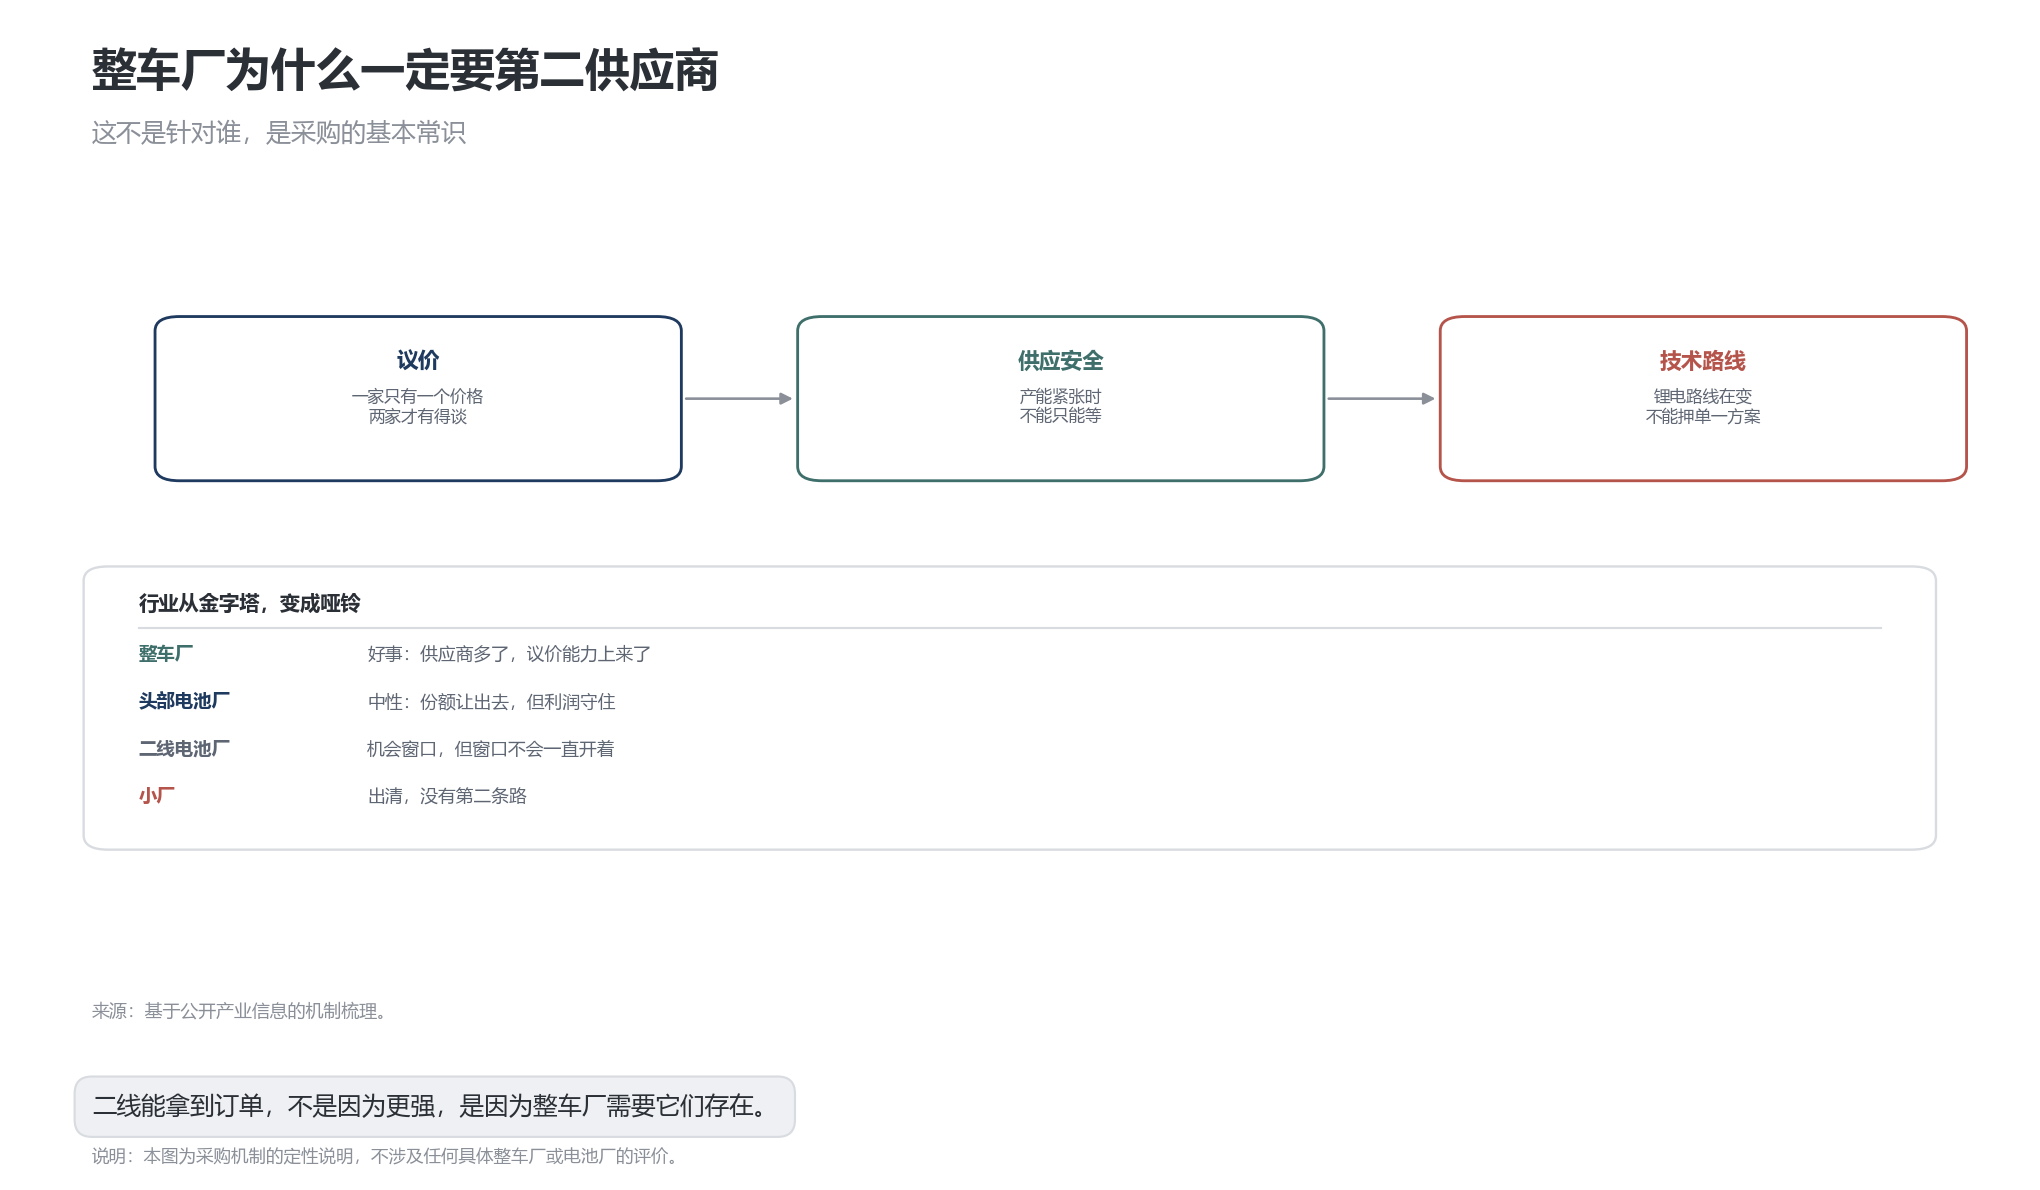 整车厂为什么一定要第二供应商
这不是针对谁，是采购的基本常识
议价
一家只有一个价格
两家才有得谈
供应安全
产能紧张时
不能只能等
技术路线
锂电路线在变
不能押单一方案
行业从金字塔，变成哑铃
整车厂 好事：供应商多了，议价能力上来了
头部电池厂 中性：份额让出去，但利润守住
二线电池厂 机会窗口，但窗口不会一直开着
小厂 出清，没有第二条路
来源：基于公开产业信息的机制梳理。
二线能拿到订单，不是因为更强，是因为整车厂需要它们存在。
说明：本图为采购机制的定性说明，不涉及任何具体整车厂或电池厂的评价。